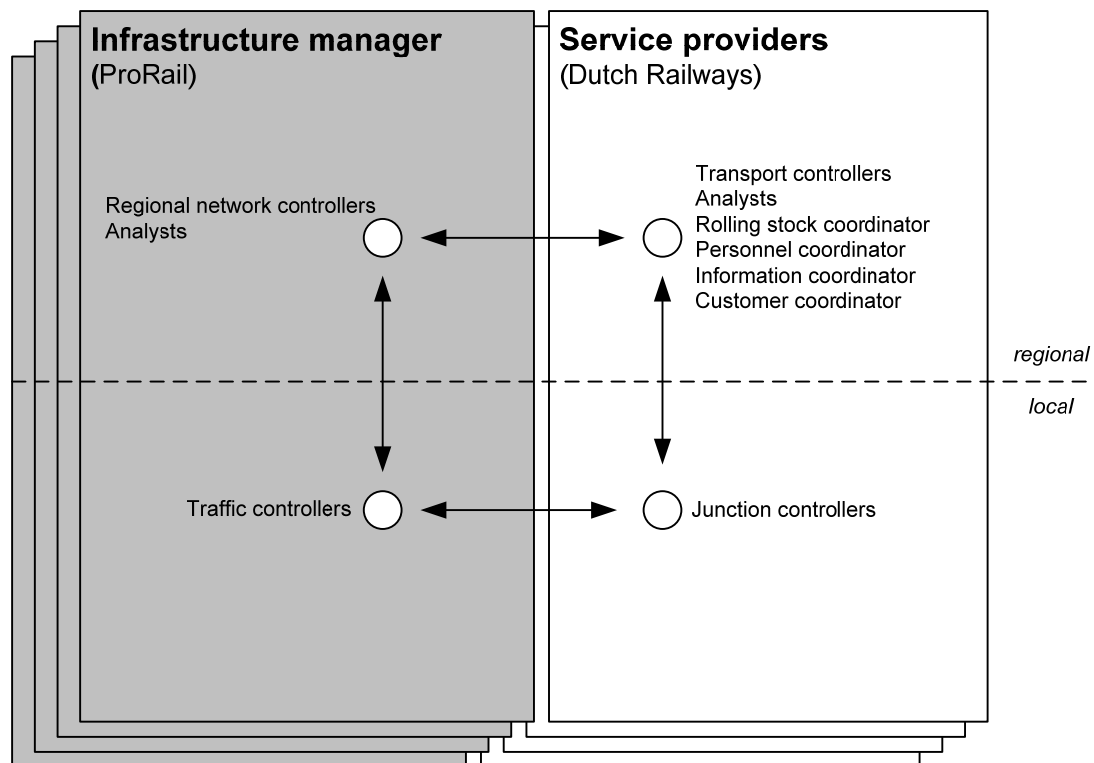 Infrastructure manager
(ProRail)
Service providers
(Dutch Railways)
Regional network controllers
Analysts
Transport controllers
Analysts
Rolling stock coordinator
Personnel coordinator
Information coordinator
Customer coordinator
regional
local
Traffic controllers
Junction controllers